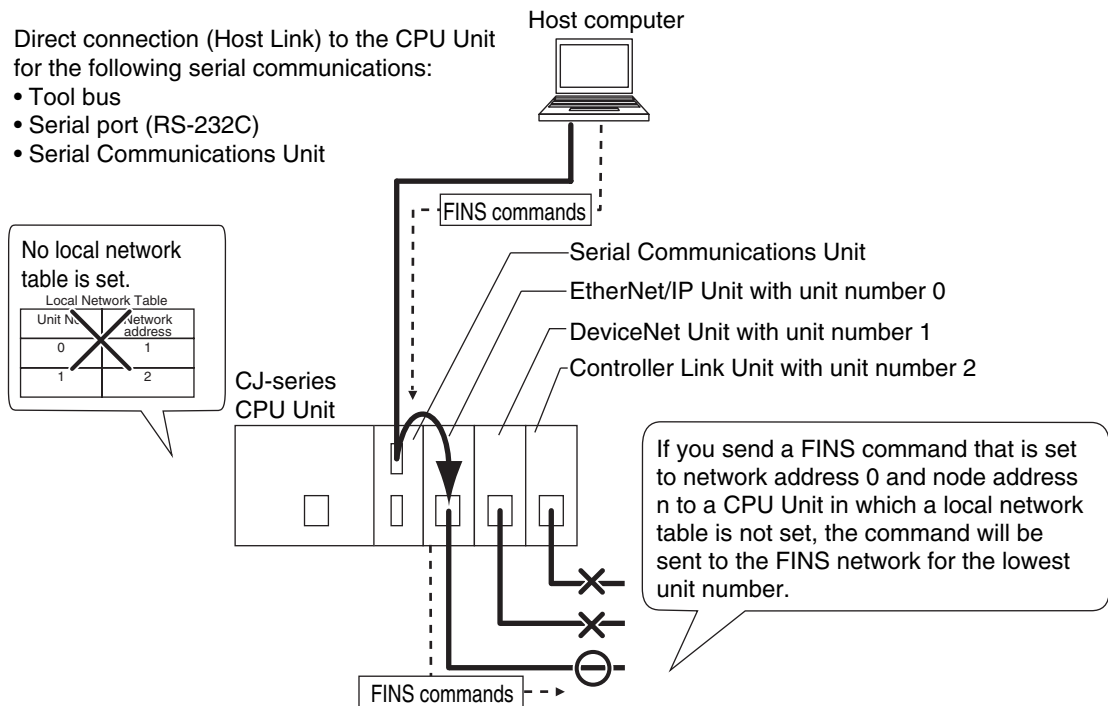 Host computer
Direct connection (Host Link) to the CPU Unit
for the following serial communications:
• Tool bus
• Serial port (RS-232C)
• Serial Communications Unit
FINS commands
No local network
table is set.
Local Network Table
Unit No Network
address
0 1
1 2
Serial Communications Unit
EtherNet/IP Unit with unit number 0
DeviceNet Unit with unit number 1
Controller Link Unit with unit number 2
CJ-series
CPU Unit
If you send a FINS command that is set
to network address 0 and node address
n to a CPU Unit in which a local network
table is not set, the command will be
sent to the FINS network for the lowest
unit number.
FINS commands